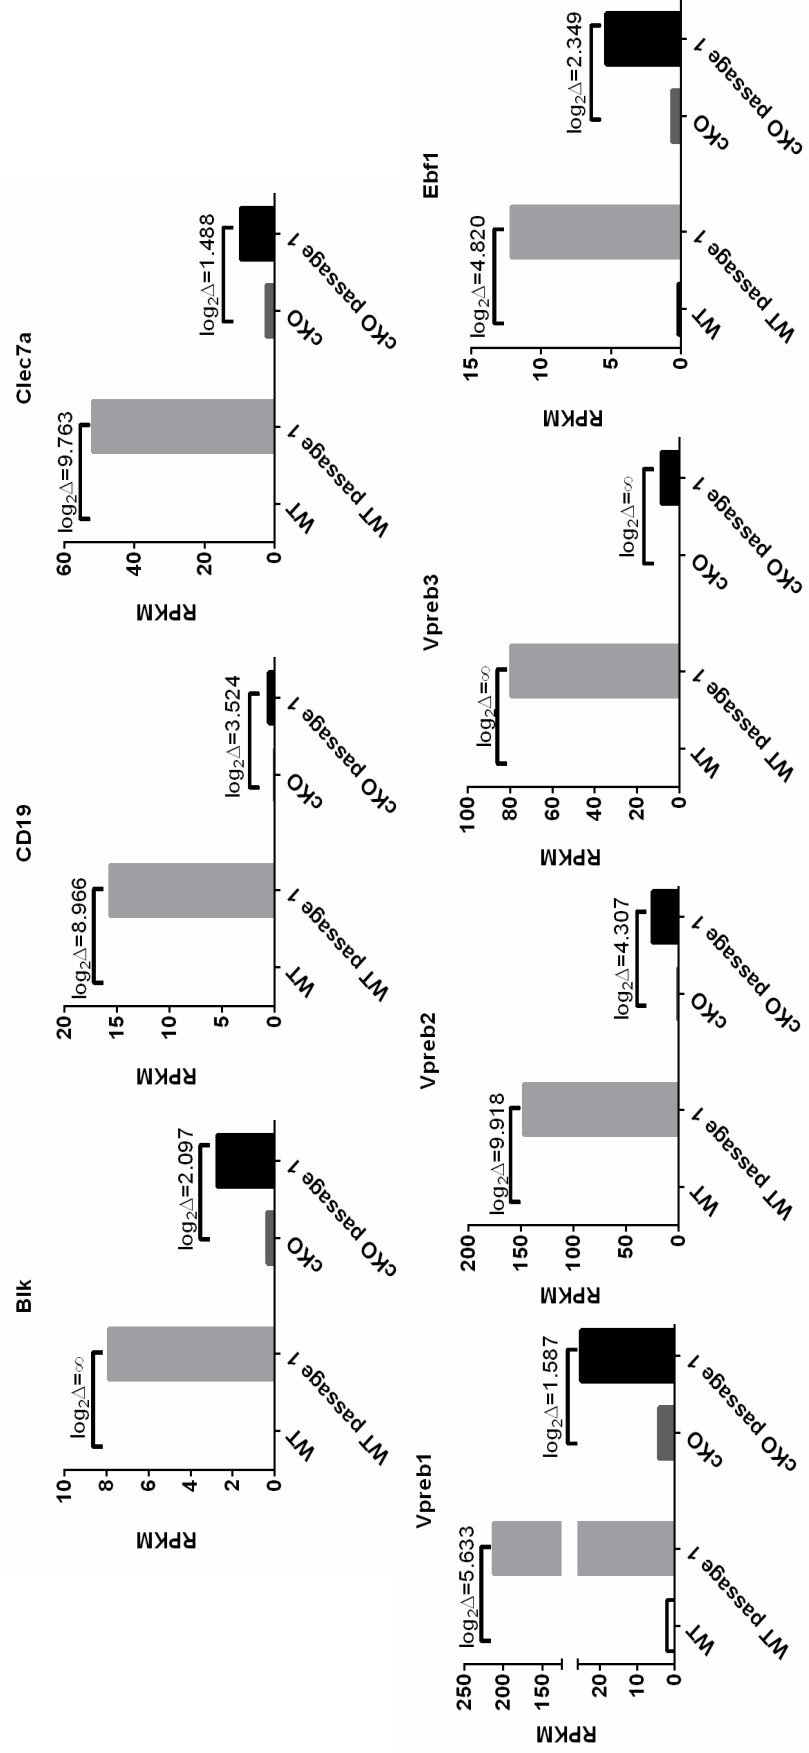 Blk
RPKM
10
8
6
4
2
0
log₂Δ=∞
log₂Δ=2.097
WT
WT passage 1
cKO
cKO passage 1
CD19
RPKM
20
15
10
5
0
log₂Δ=8.966
log₂Δ=3.524
WT
WT passage 1
cKO
cKO passage 1
Clec7a
RPKM
60
40
20
0
log₂Δ=9.763
log₂Δ=1.488
WT
WT passage 1
cKO
cKO passage 1
Vpreb1
RPKM
250
200
150
20
10
0
log₂Δ=5.633
log₂Δ=1.587
WT
WT passage 1
cKO
cKO passage 1
Vpreb2
RPKM
200
150
100
50
0
log₂Δ=9.918
log₂Δ=4.307
WT
WT passage 1
cKO
cKO passage 1
Vpreb3
RPKM
100
80
60
40
20
0
log₂Δ=∞
log₂Δ=∞
WT
WT passage 1
cKO
cKO passage 1
Ebf1
RPKM
15
10
5
0
log₂Δ=4.820
log₂Δ=2.349
WT
WT passage 1
cKO
cKO passage 1